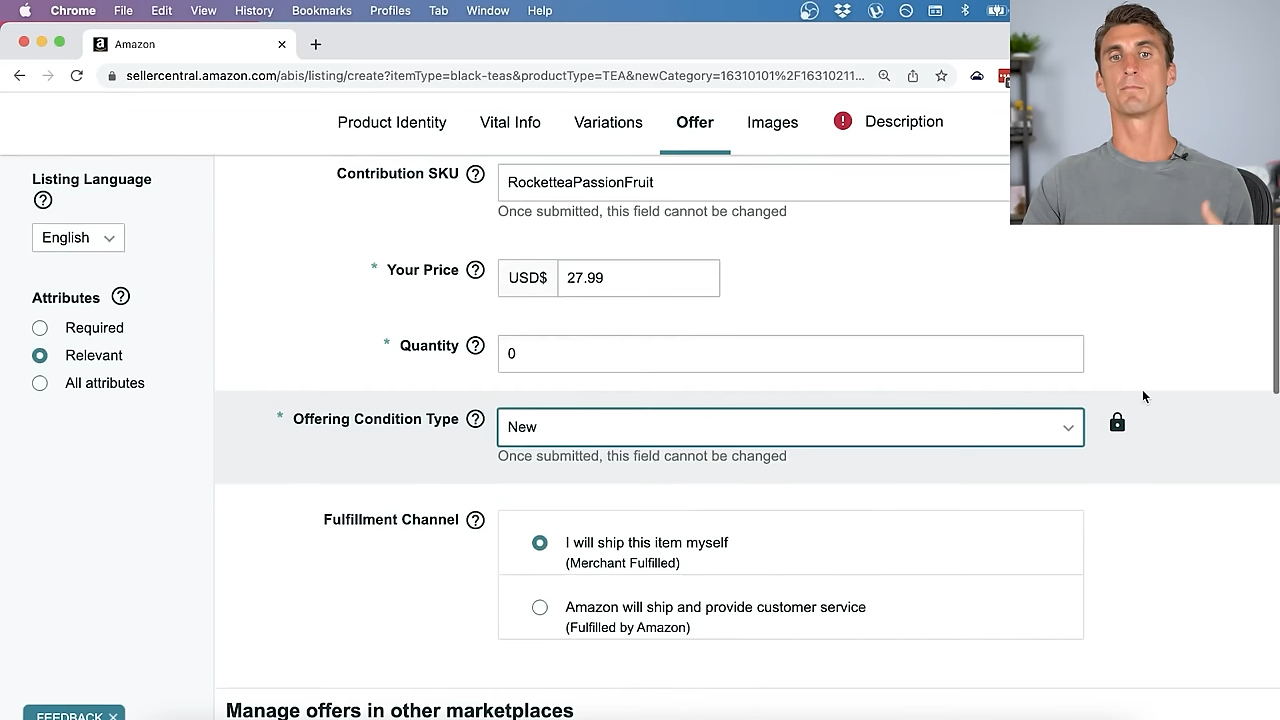 Chrome File Edit View History Bookmarks Profiles Tab Window Help
Amazon
sellercentral.amazon.com/abis/listing/create?itemType=black-teas&productType=TEA&newCategory=16310101%2F16310211...
Product Identity Vital Info Variations Offer Images Description
Listing Language
English
Attributes
Required
Relevant
All attributes
Contribution SKU RocketteaPassionFruit
Once submitted, this field cannot be changed
* Your Price USD$ 27.99
* Quantity 0
* Offering Condition Type New
Once submitted, this field cannot be changed
Fulfillment Channel
I will ship this item myself
(Merchant Fulfilled)
Amazon will ship and provide customer service
(Fulfilled by Amazon)
Manage offers in other marketplaces
FEEDBACK